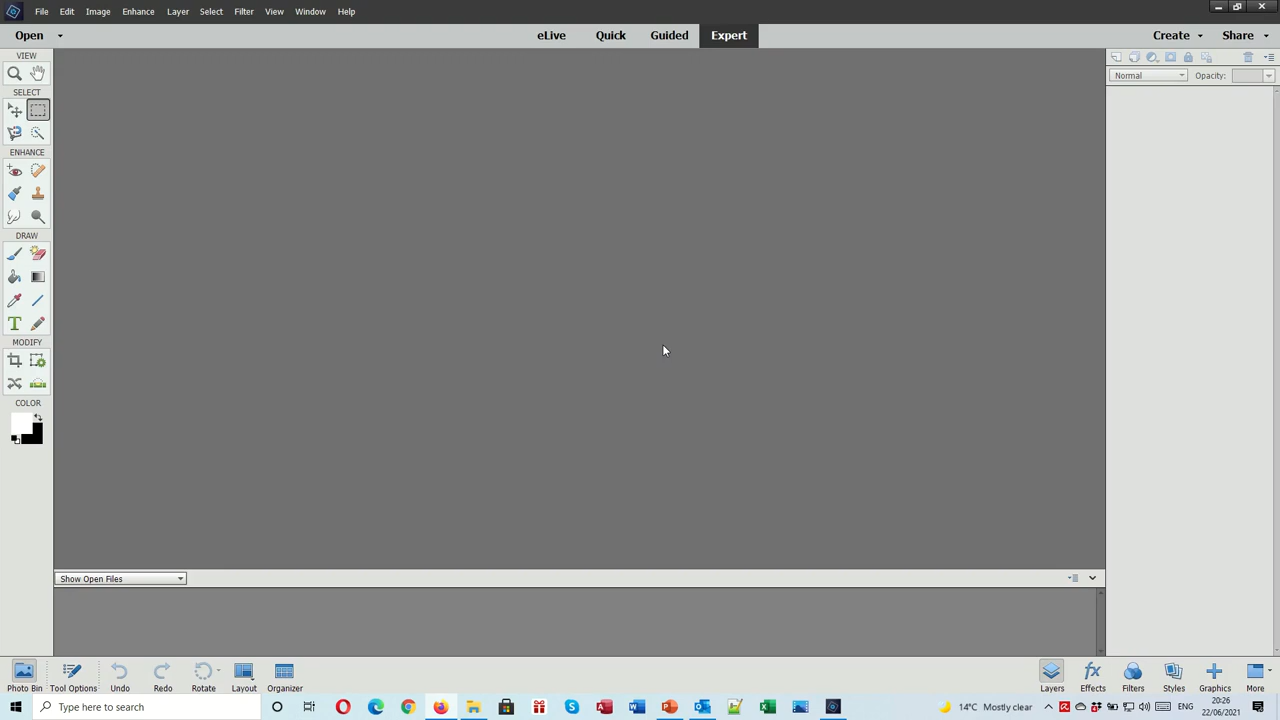 File Edit Image Enhance Layer Select Filter View Window Help
Open eLive Quick Guided Expert Create Share
VIEW
Normal Opacity:
SELECT
ENHANCE
DRAW
T
MODIFY
COLOR
Show Open Files
Photo Bin Tool Options Undo Redo Rotate Layout Organizer Layers Effects Filters Styles Graphics More
Type here to search 14°C Mostly clear ENG 20:26
22/06/2021